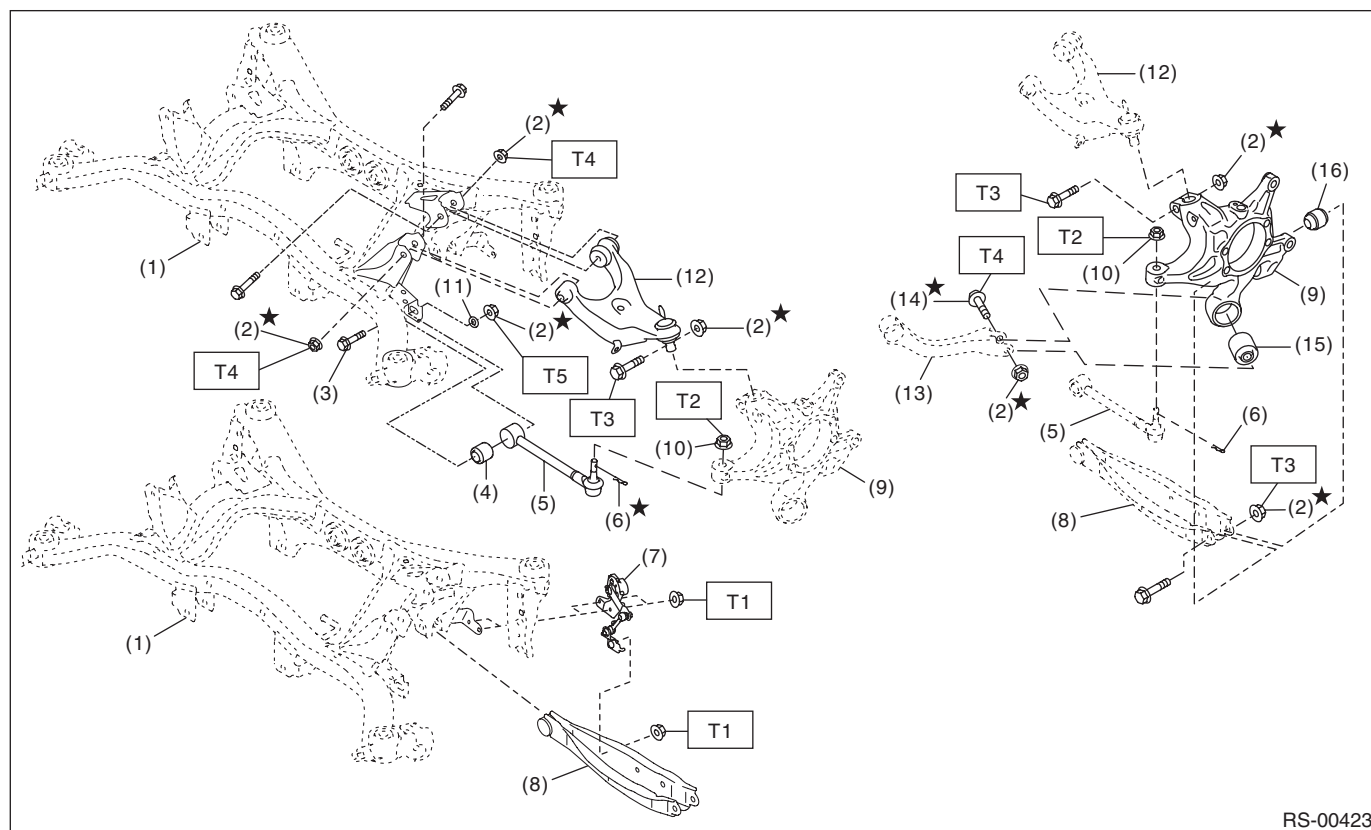 (12)
(2)★
T4
(2)★
(16)
T3
T2
(1)
(12)
(10)
T4
(11)
(9)
(14)★
(2)★
(2)★
(2)★
(15)
T4
(3)
T5
(13)
T3
T2
(2)★
(10)
(5)
(6)
T3
(4)
(5)
(6)★
(9)
(8)
(2)★
(7)
T1
(1)
T1
(8)
RS-00423